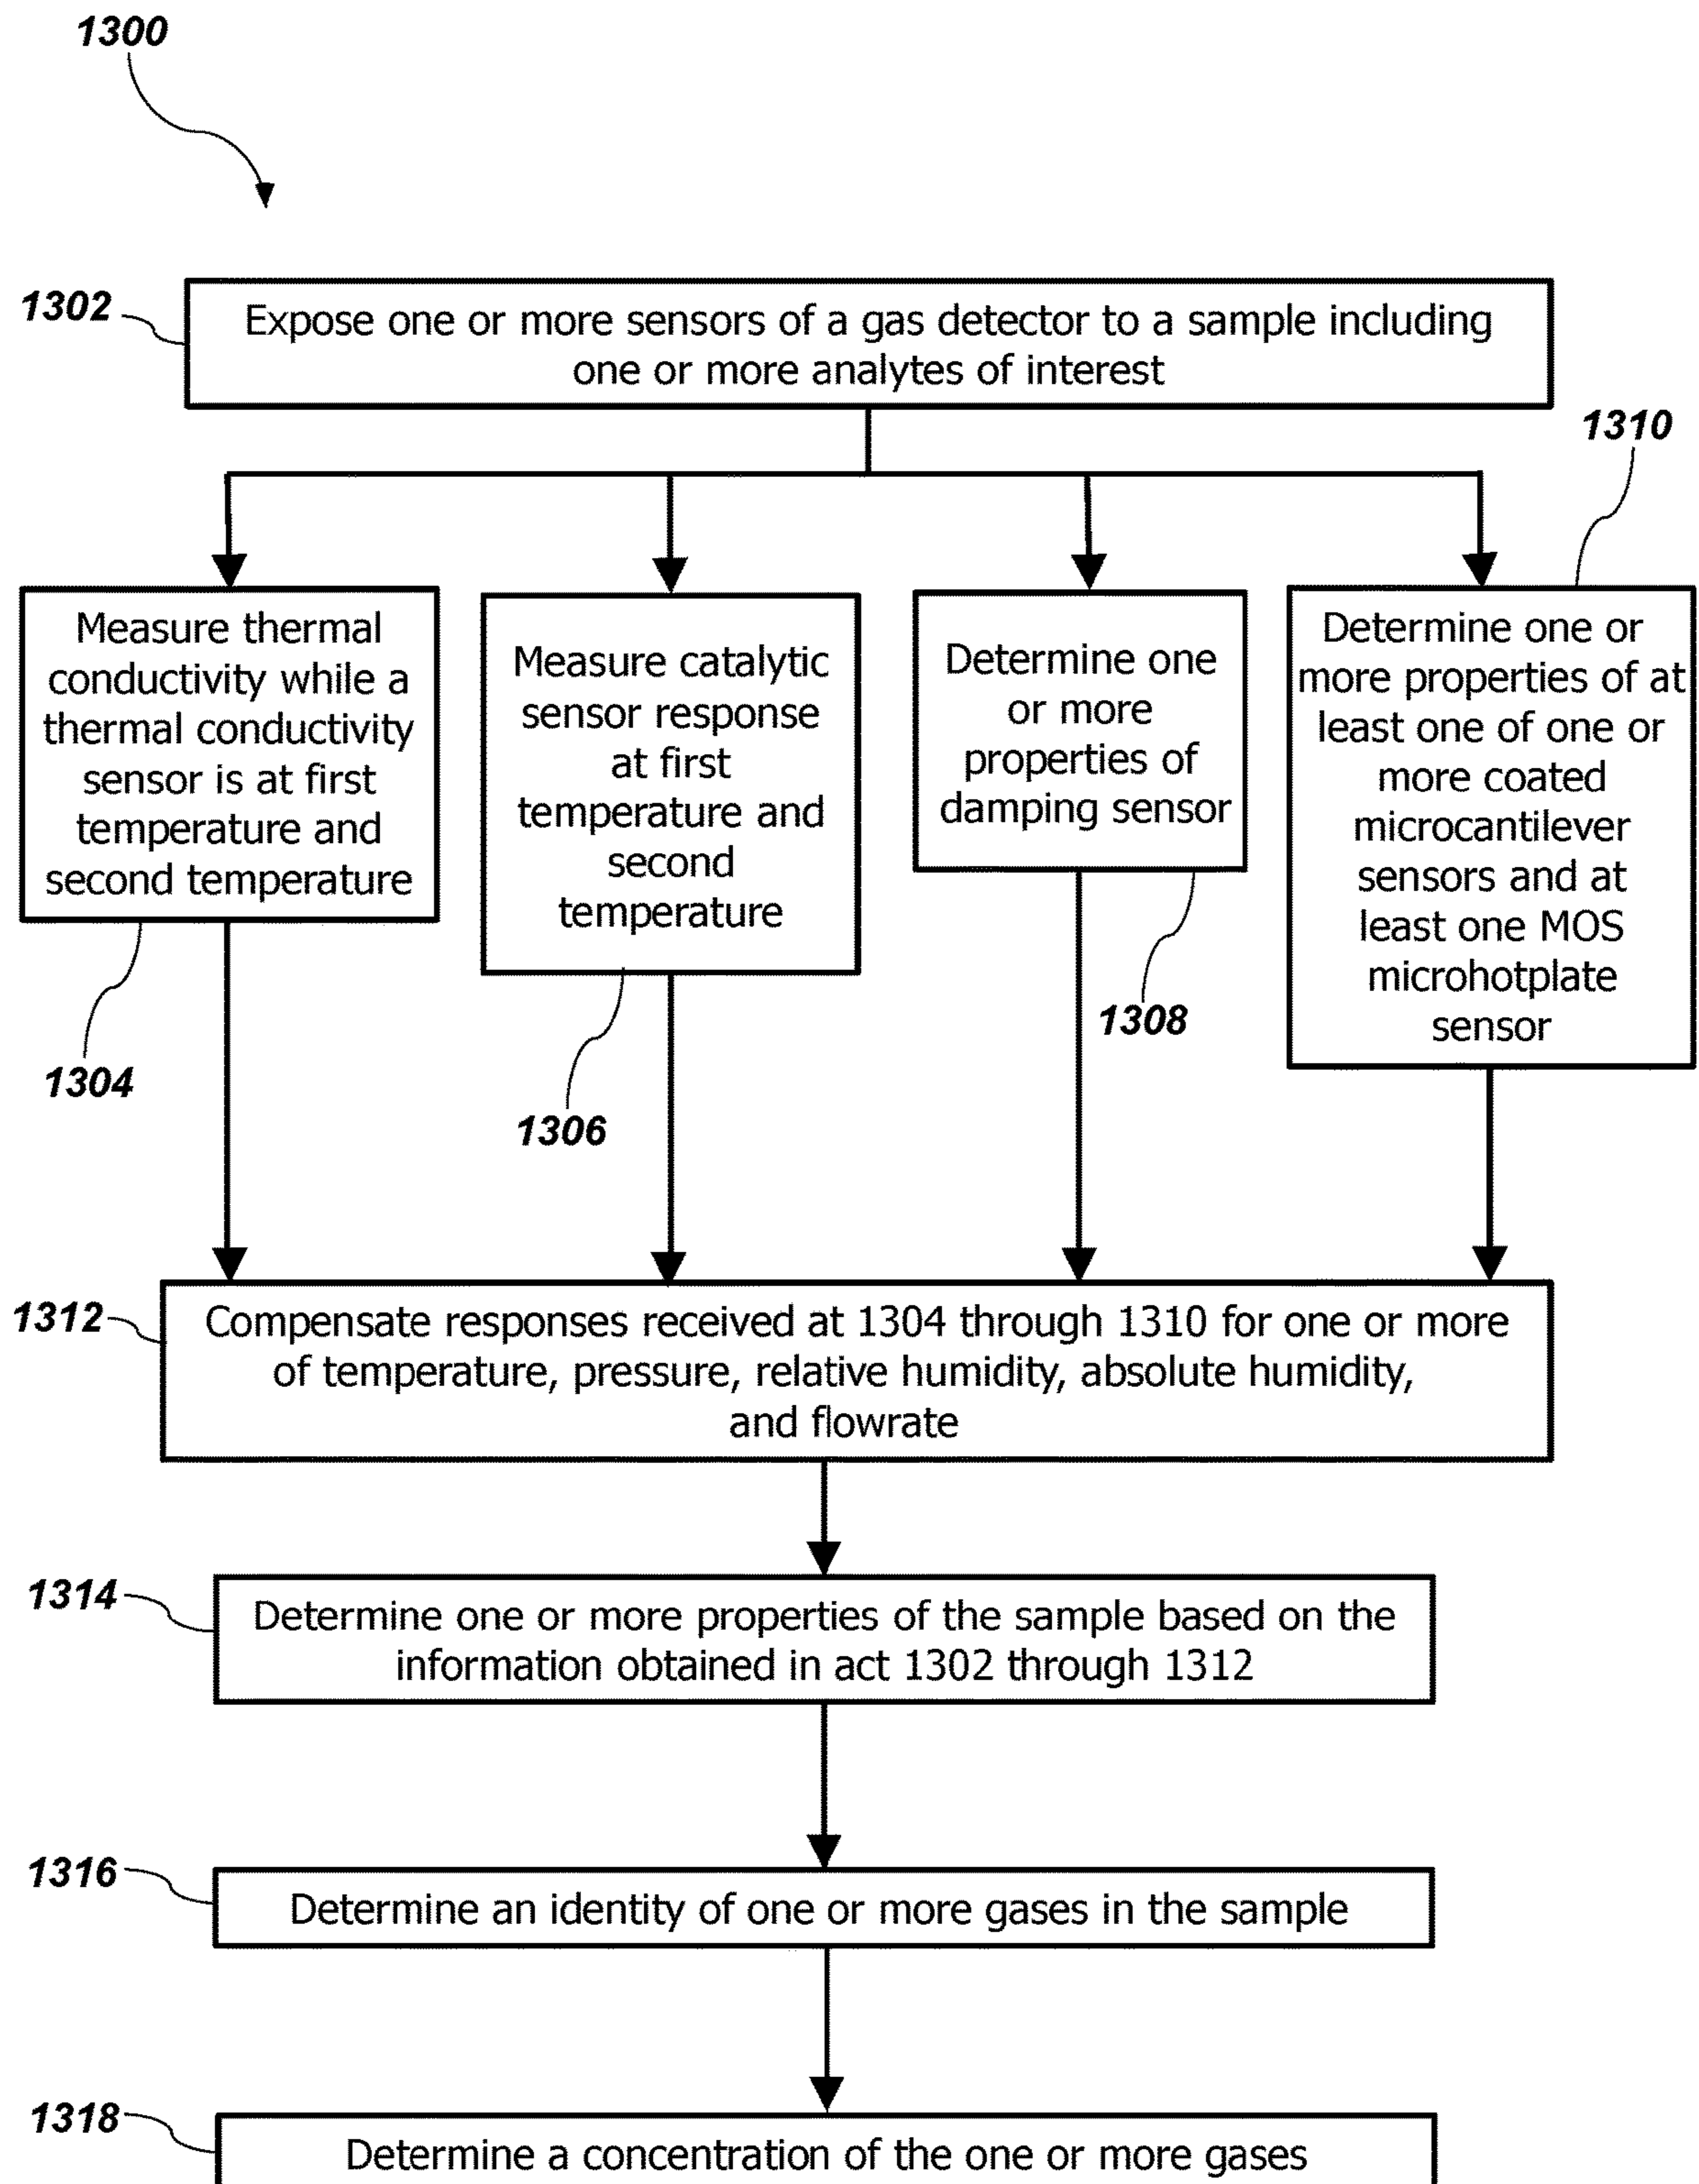 1300
1302
Expose one or more sensors of a gas detector to a sample including
one or more analytes of interest
1310
Measure thermal
conductivity while a
thermal conductivity
sensor is at first
temperature and
second temperature
1304
Measure catalytic
sensor response
at first
temperature and
second
temperature
1306
Determine one
or more
properties of
damping sensor
1308
Determine one or
more properties of at
least one of one or
more coated
microcantilever
sensors and at
least one MOS
microhotplate
sensor
1312
Compensate responses received at 1304 through 1310 for one or more
of temperature, pressure, relative humidity, absolute humidity,
and flowrate
1314
Determine one or more properties of the sample based on the
information obtained in act 1302 through 1312
1316
Determine an identity of one or more gases in the sample
1318
Determine a concentration of the one or more gases